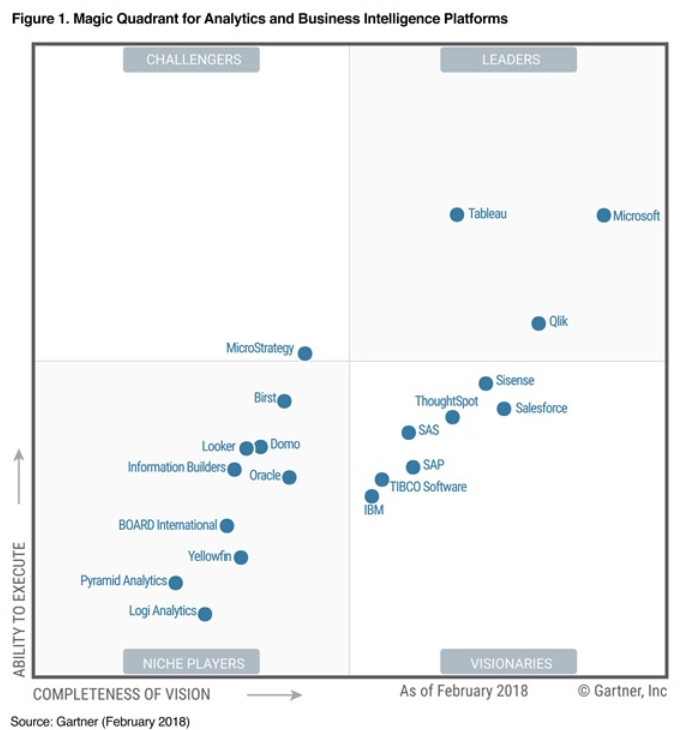 Figure 1. Magic Quadrant for Analytics and Business Intelligence Platforms
CHALLENGERS
LEADERS
Tableau
Microsoft
Qlik
MicroStrategy
Sisense
Birst
ThoughtSpot
Salesforce
SAS
Looker
Domo
Information Builders
SAP
Oracle
TIBCO Software
IBM
BOARD International
Yellowfin
Pyramid Analytics
Logi Analytics
ABILITY TO EXECUTE
NICHE PLAYERS
VISIONARIES
COMPLETENESS OF VISION
As of February 2018
© Gartner, Inc
Source: Gartner (February 2018)